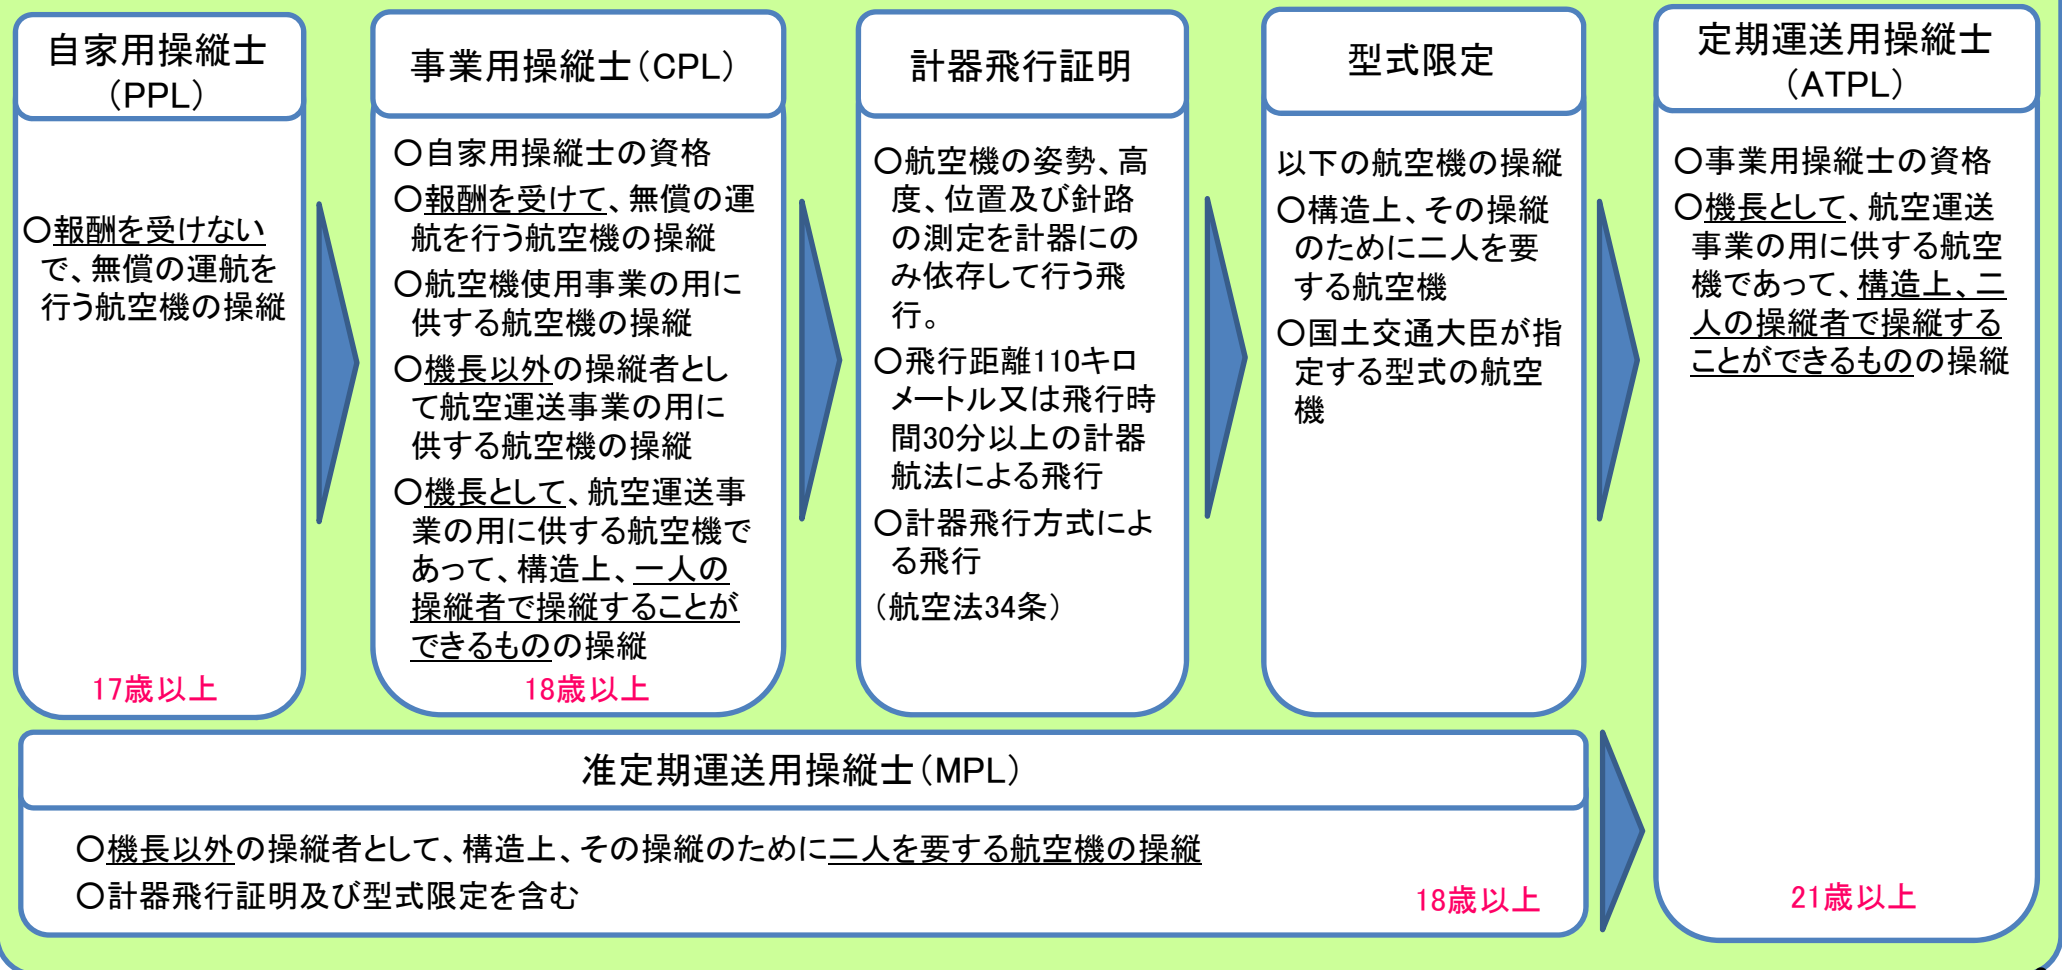 自家用操縦士
（PPL）
〇報酬を受けない
で、無償の運航を
行う航空機の操縦
17歳以上
事業用操縦士（CPL）
〇自家用操縦士の資格
〇報酬を受けて、無償の運
航を行う航空機の操縦
〇航空機使用事業の用に
供する航空機の操縦
〇機長以外の操縦者とし
て航空運送事業の用に
供する航空機の操縦
〇機長として、航空運送事
業の用に供する航空機で
あって、構造上、一人の
操縦者で操縦することが
できるものの操縦
18歳以上
計器飛行証明
〇航空機の姿勢、高
度、位置及び針路
の測定を計器にの
み依存して行う飛
行。
〇飛行距離110キロ
メートル又は飛行時
間30分以上の計器
航法による飛行
〇計器飛行方式によ
る飛行
（航空法34条）
型式限定
以下の航空機の操縦
〇構造上、その操縦
のために二人を要
する航空機
〇国土交通大臣が指
定する型式の航空
機
定期運送用操縦士
（ATPL）
〇事業用操縦士の資格
〇機長として、航空運送
事業の用に供する航空
機であって、構造上、二
人の操縦者で操縦する
ことができるものの操縦
21歳以上
准定期運送用操縦士（MPL）
〇機長以外の操縦者として、構造上、その操縦のために二人を要する航空機の操縦
〇計器飛行証明及び型式限定を含む
18歳以上